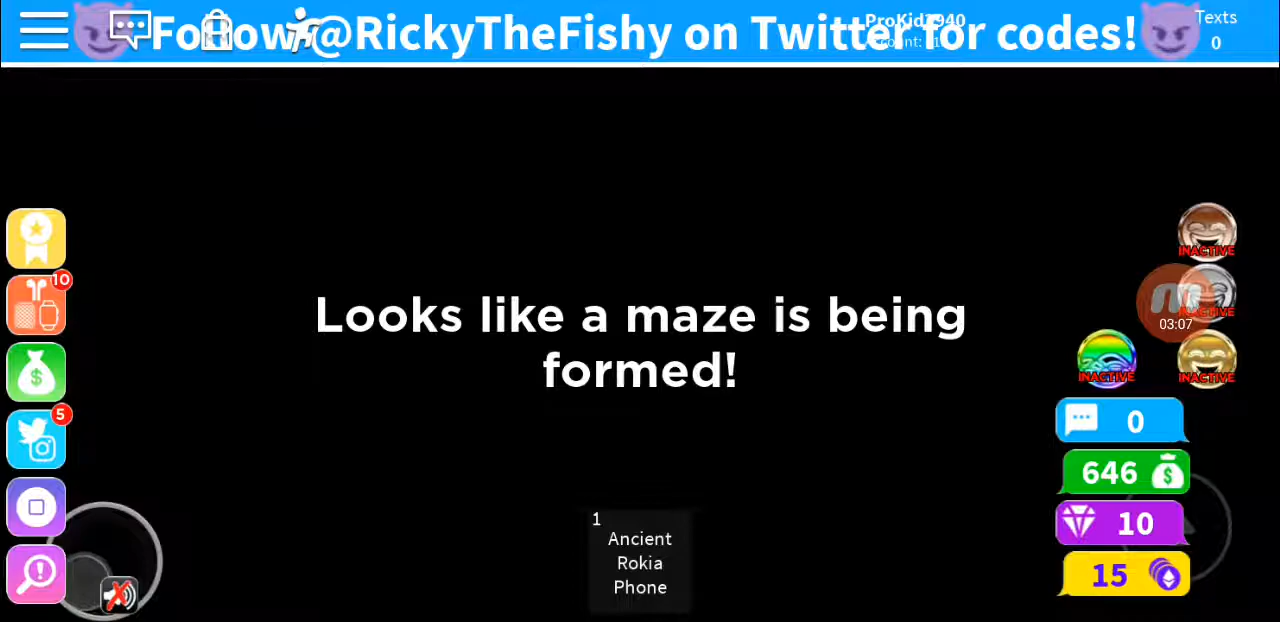 Follow @RickyTheFishy on Twitter for codes!
Texts
0
10
5
Looks like a maze is being
formed!
1
Ancient
Rokia
Phone
INACTIVE
INACTIVE
03:07
INACTIVE
INACTIVE
0
646
10
15